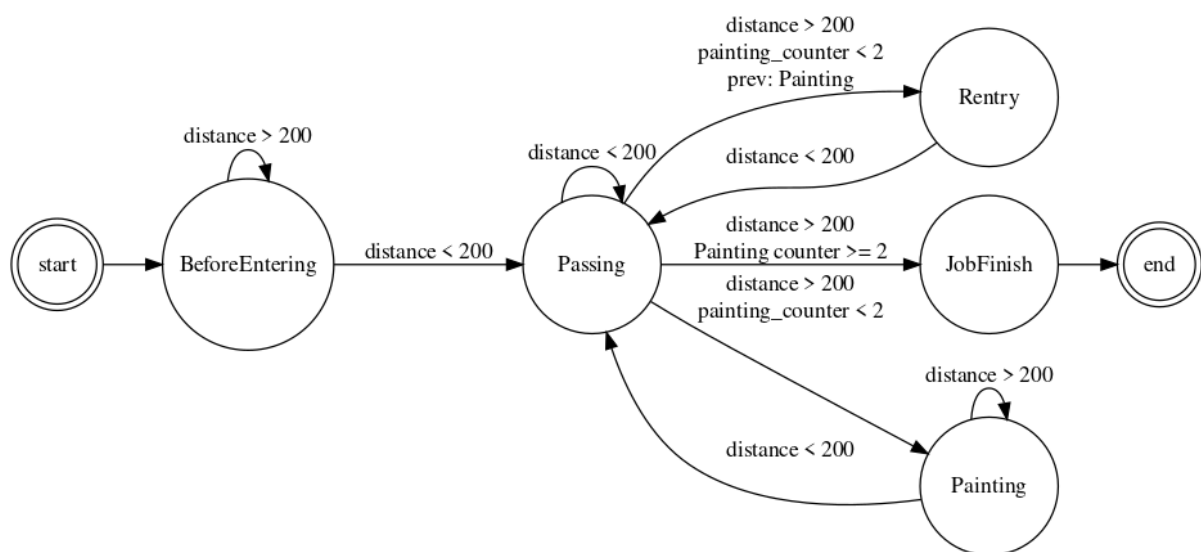 distance > 200
painting_counter < 2
prev: Painting
Rentry
distance > 200
distance < 200
distance < 200
start
BeforeEntering
distance < 200
Passing
distance > 200
Painting counter >= 2
JobFinish
end
distance > 200
painting_counter < 2
distance > 200
distance < 200
Painting